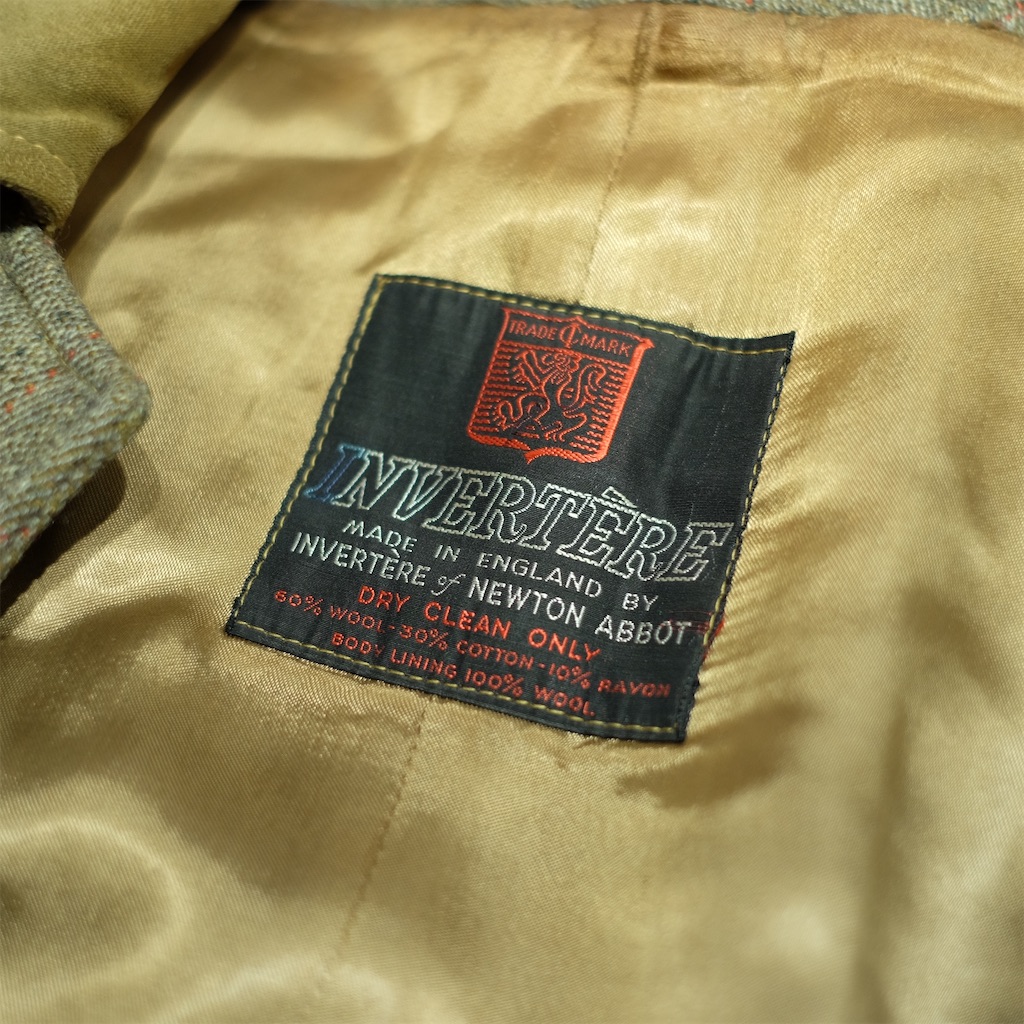 TRADE MARK
INVERTÈRE
MADE IN ENGLAND BY
INVERTÈRE of NEWTON ABBOT
DRY CLEAN ONLY
60% WOOL-30% COTTON-10% RAYON
BODY LINING 100% WOOL